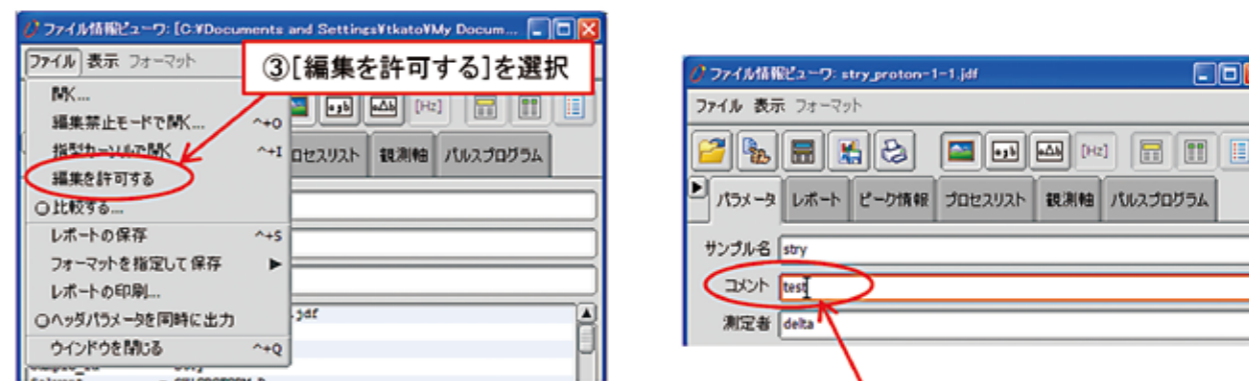 ファイル情報ビューワ: [C:¥Documents and Settings¥tkato¥My Docum...
ファイル 表示 フォーマット
③[編集を許可する]を選択
開く...
編集禁止モードで開く... ^+O
指型カーソルで開く ^+I
編集を許可する
比較する...
レポートの保存 ^+S
フォーマットを指定して保存
レポートの印刷...
ヘッダパラメータを同時に出力
ウインドウを閉じる ^+Q
[Hz]
ロセスリスト 観測軸 パルスプログラム
.jdf
ファイル情報ビューワ: stry_proton-1-1.jdf
ファイル 表示 フォーマット
[Hz]
パラメータ レポート ピーク情報 プロセスリスト 観測軸 パルスプログラム
サンプル名 stry
コメント test
測定者 delta